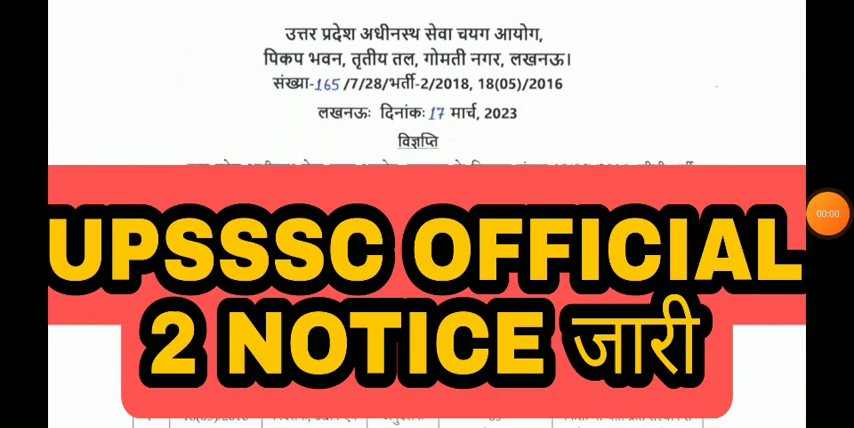 उत्तर प्रदेश अधीनस्थ सेवा चयग आयोग,
पिकप भवन, तृतीय तल, गोमती नगर, लखनऊ।
संख्या-165/7/28/भर्ती-2/2018, 18(05)/2016
लखनऊः दिनांकः 17 मार्च, 2023
विज्ञप्ति
00:00
UPSSSC OFFICIAL
2 NOTICE जारी